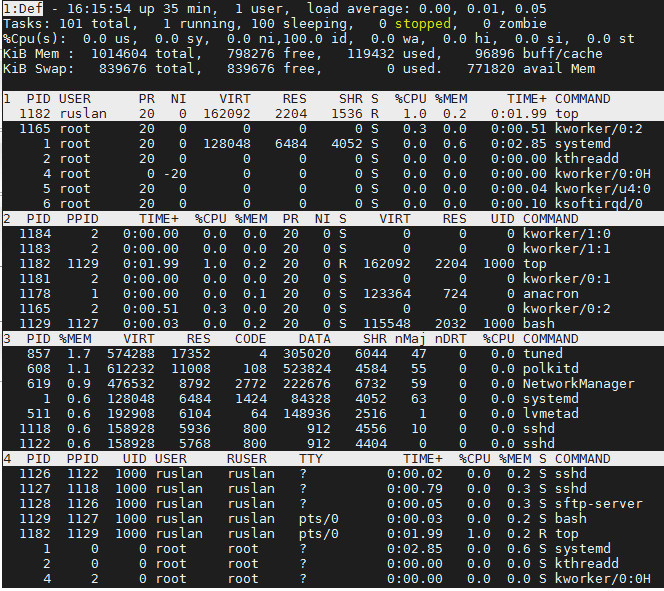 1:Def - 16:15:54 up 35 min,  1 user,  load average: 0.00, 0.01, 0.05
Tasks: 101 total,   1 running, 100 sleeping,   0 stopped,   0 zombie
%Cpu(s):  0.0 us,  0.0 sy,  0.0 ni,100.0 id,  0.0 wa,  0.0 hi,  0.0 si,  0.0 st
KiB Mem :  1014604 total,   798276 free,   119432 used,    96896 buff/cache
KiB Swap:   839676 total,   839676 free,        0 used.   771820 avail Mem
1  PID USER      PR  NI    VIRT    RES    SHR S  %CPU %MEM     TIME+ COMMAND
1182 ruslan    20   0  162092   2204   1536 R   1.0  0.2   0:01.99 top
1165 root      20   0       0      0      0 S   0.3  0.0   0:00.51 kworker/0:2
1 root      20   0  128048   6484   4052 S   0.0  0.6   0:02.85 systemd
2 root      20   0       0      0      0 S   0.0  0.0   0:00.00 kthreadd
4 root       0 -20       0      0      0 S   0.0  0.0   0:00.00 kworker/0:0H
5 root      20   0       0      0      0 S   0.0  0.0   0:00.04 kworker/u4:0
6 root      20   0       0      0      0 S   0.0  0.0   0:00.10 ksoftirqd/0
2  PID  PPID     TIME+  %CPU %MEM  PR  NI S    VIRT    RES   UID COMMAND
1184     2   0:00.00   0.0  0.0  20   0 S       0      0     0 kworker/1:0
1183     2   0:00.00   0.0  0.0  20   0 S       0      0     0 kworker/1:1
1182  1129   0:01.99   1.0  0.2  20   0 R  162092   2204  1000 top
1181     2   0:00.00   0.0  0.0  20   0 S       0      0     0 kworker/0:1
1178     1   0:00.00   0.0  0.1  20   0 S  123364    724     0 anacron
1165     2   0:00.51   0.3  0.0  20   0 S       0      0     0 kworker/0:2
1129  1127   0:00.03   0.0  0.2  20   0 S  115548   2032  1000 bash
3  PID %MEM    VIRT    RES   CODE    DATA    SHR nMaj nDRT  %CPU COMMAND
857  1.7  574288  17352      4  305020   6044   47    0   0.0 tuned
608  1.1  612232  11008    108  523824   4584   55    0   0.0 polkitd
619  0.9  476532   8792   2772  222676   6732   59    0   0.0 NetworkManager
1  0.6  128048   6484   1424   84328   4052   63    0   0.0 systemd
511  0.6  192908   6104     64  148936   2516    1    0   0.0 lvmetad
1118  0.6  158928   5936    800     912   4556   10    0   0.0 sshd
1122  0.6  158928   5768    800     912   4404    0    0   0.0 sshd
4  PID  PPID   UID USER     RUSER    TTY          TIME+  %CPU %MEM S COMMAND
1126  1122  1000 ruslan   ruslan   ?          0:00.02   0.0  0.2 S sshd
1127  1118  1000 ruslan   ruslan   ?          0:00.79   0.0  0.3 S sshd
1128  1126  1000 ruslan   ruslan   ?          0:00.05   0.0  0.3 S sftp-server
1129  1127  1000 ruslan   ruslan   pts/0      0:00.03   0.0  0.2 S bash
1182  1129  1000 ruslan   ruslan   pts/0      0:01.99   1.0  0.2 R top
1     0     0 root     root     ?          0:02.85   0.0  0.6 S systemd
2     0     0 root     root     ?          0:00.00   0.0  0.0 S kthreadd
4     2     0 root     root     ?          0:00.00   0.0  0.0 S kworker/0:0H